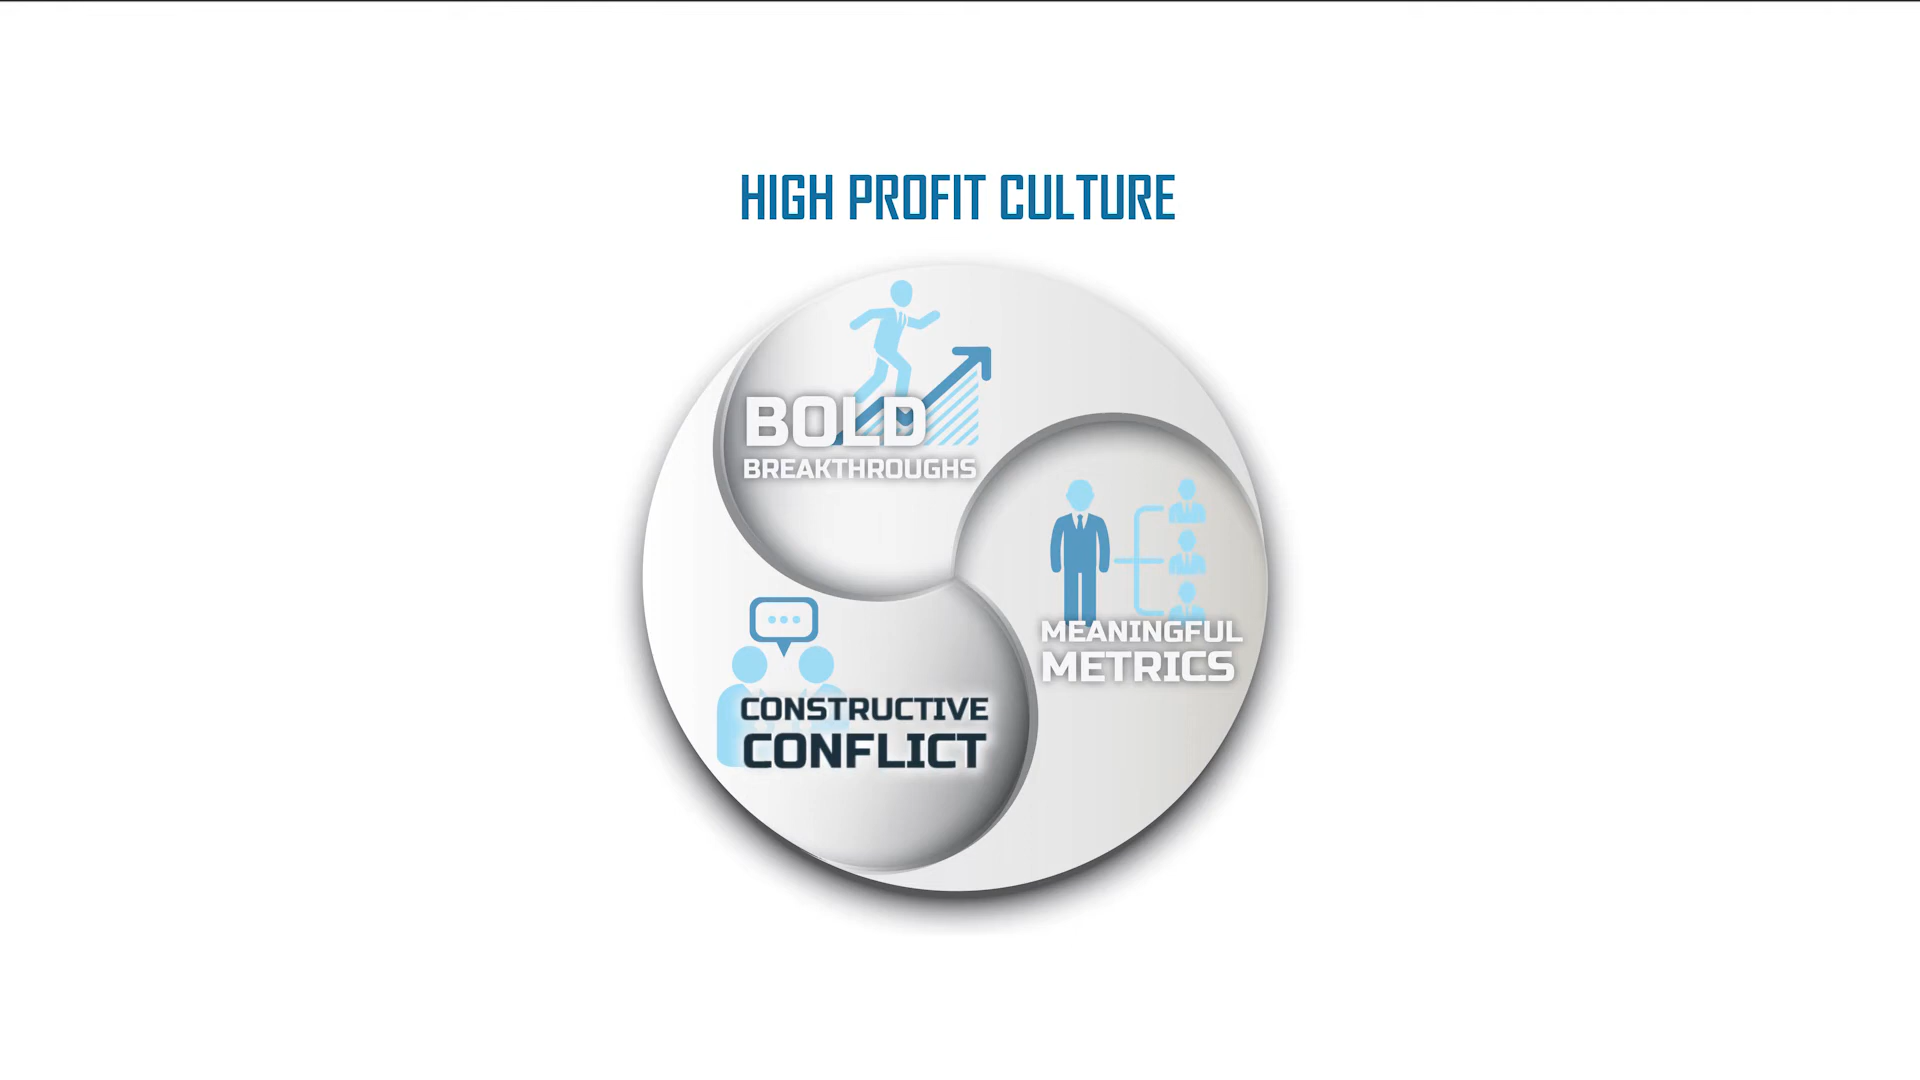 HIGH PROFIT CULTURE
BOLD
BREAKTHROUGHS
MEANINGFUL
METRICS
CONSTRUCTIVE
CONFLICT